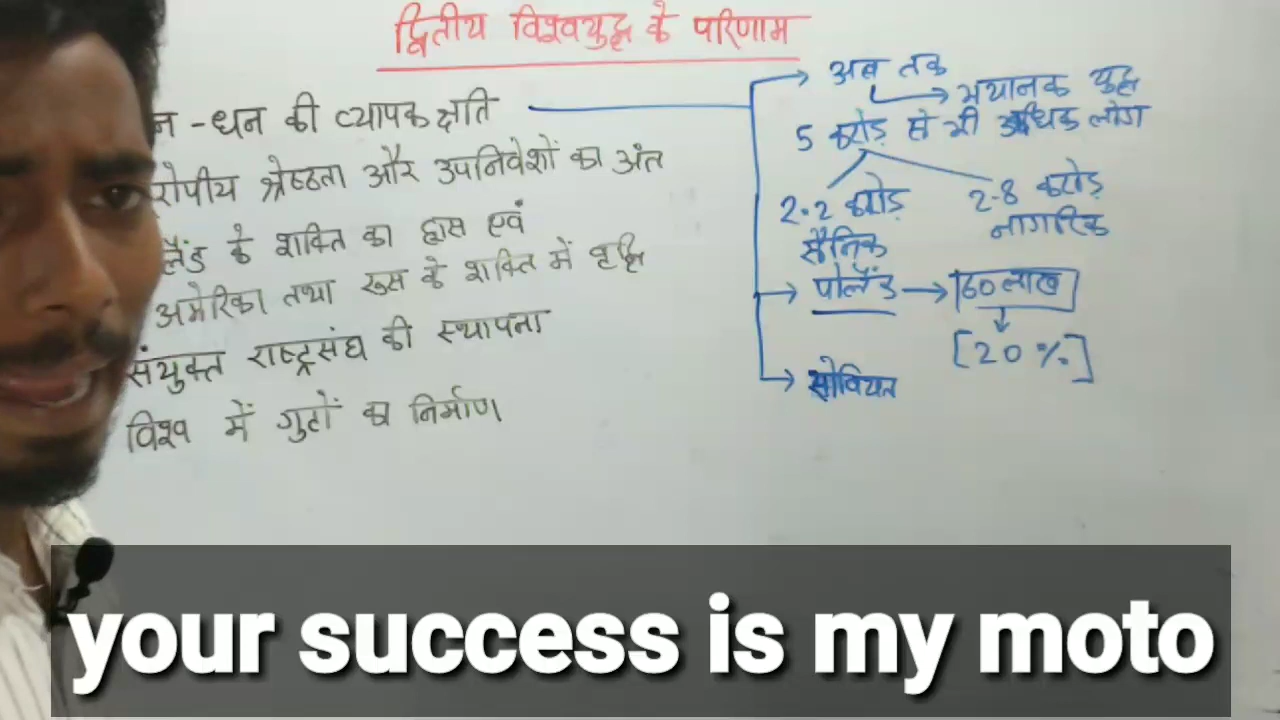 द्वितीय विश्वयुद्ध के परिणाम
न - धन की व्यापक क्षति
रोपीय श्रेष्ठता और उपनिवेशों का अंत
लैंड के शक्ति का ह्रास एवं
अमेरिका तथा रूस के शक्ति में वृद्धि
संयुक्त राष्ट्रसंघ की स्थापना
विश्व में गुटों का निर्माण
अब तक
भयानक युद्ध
5 करोड़ से भी अधिक लोग
2.2 करोड़
सैनिक
2.8 करोड़
नागरिक
पोलैंड → 60 लाख
[20 %]
सोवियत
your success is my moto